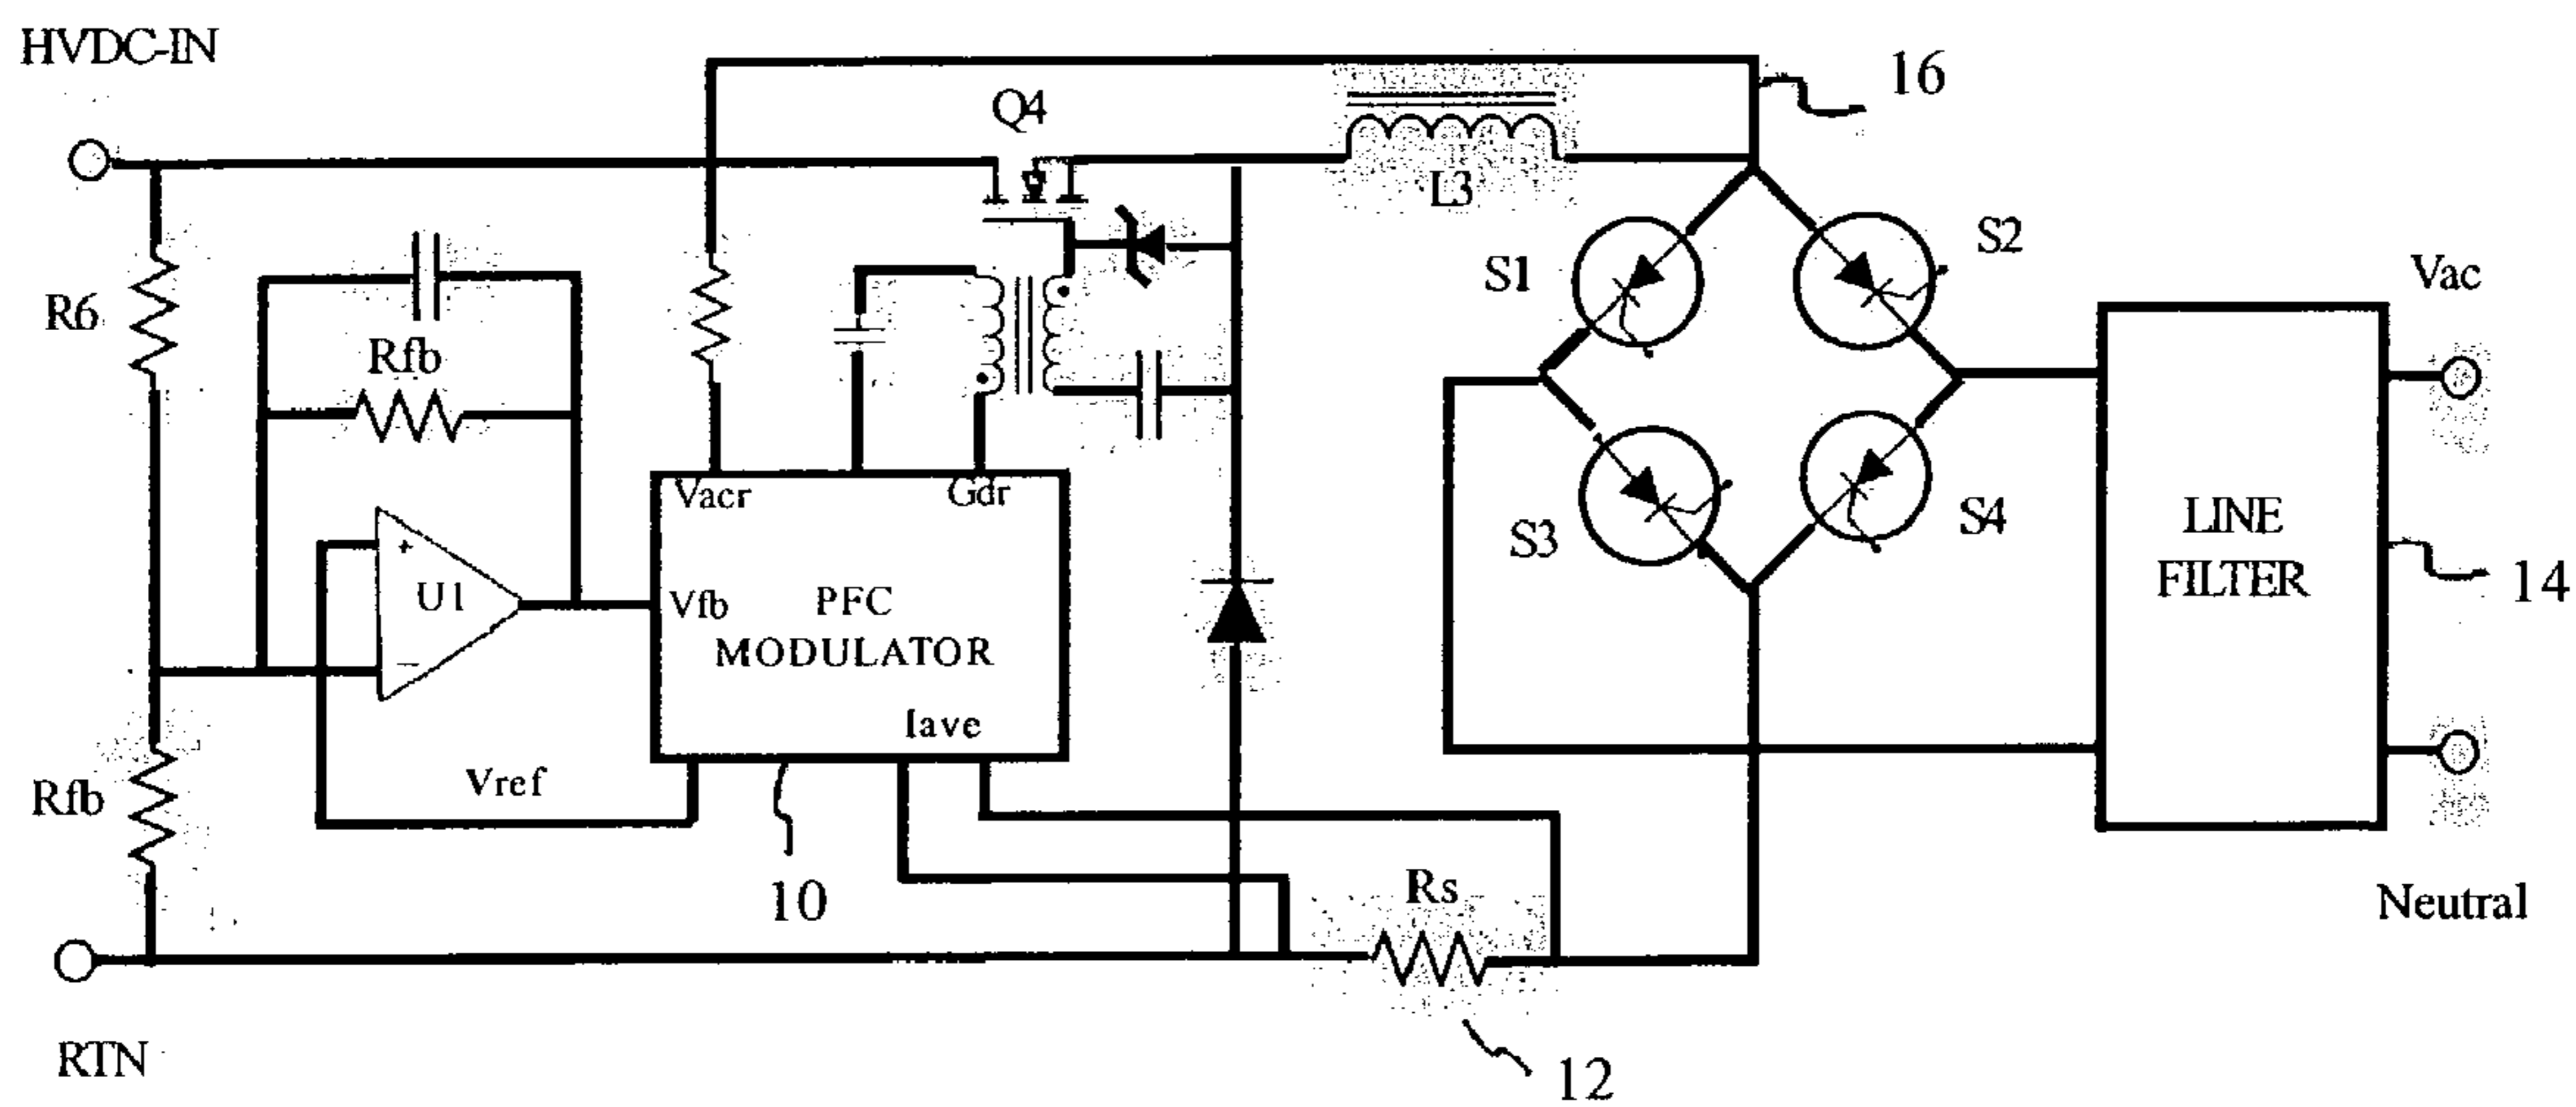 HVDC-IN
16
Q4
L3
S1
S2
Vac
R6
Rfb
Vacr
Gdr
S3
S4
LINE
FILTER
14
+
U1
−
Vfb
PFC
MODULATOR
Iave
Vref
Rfb
10
Rs
Neutral
RTN
12